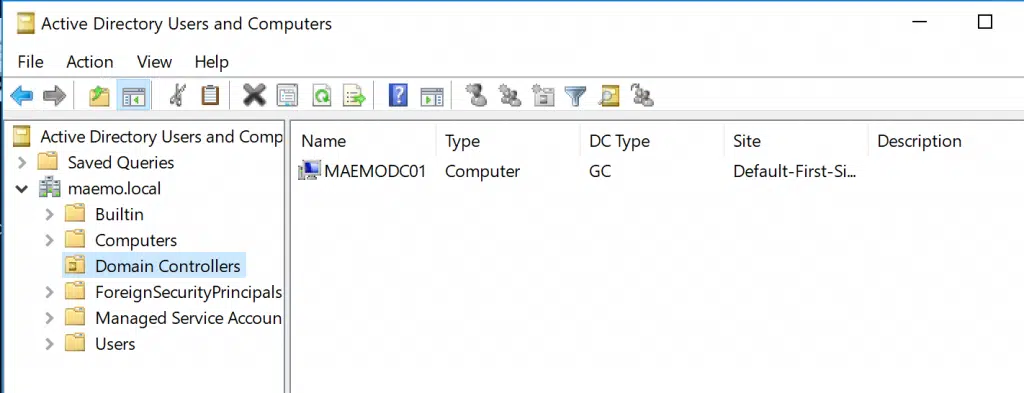 Active Directory Users and Computers
File Action View Help
Active Directory Users and Comp
Saved Queries
maemo.local
Builtin
Computers
Domain Controllers
ForeignSecurityPrincipals
Managed Service Accoun
Users
Name Type DC Type Site Description
MAEMODC01 Computer GC Default-First-Si...